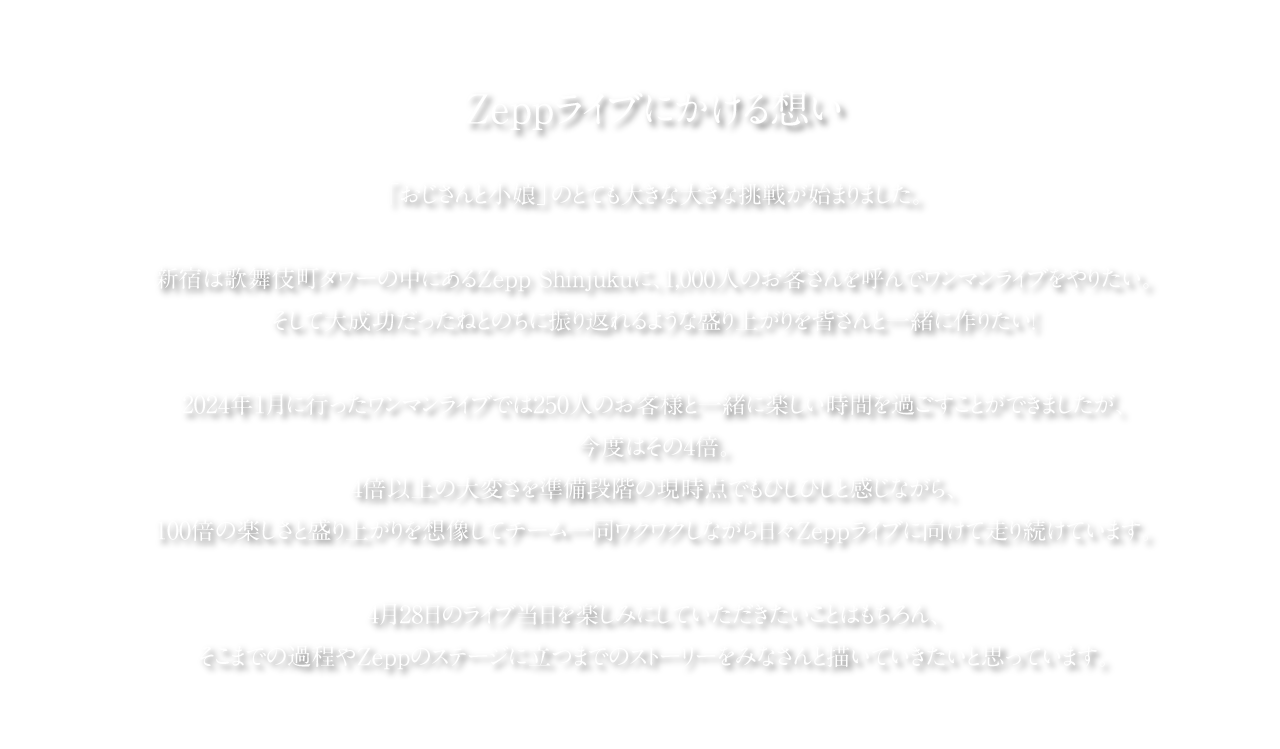 Zeppライブにかける想い
「おじさんと小娘」のとても大きな大きな挑戦が始まりました。
新宿は歌舞伎町タワーの中にあるZepp Shinjukuに、1,000人のお客さんを呼んでワンマンライブをやりたい。
そして大成功だったねとのちに振り返れるような盛り上がりを皆さんと一緒に作りたい！
2024年1月に行ったワンマンライブでは250人のお客様と一緒に楽しい時間を過ごすことができましたが、
今度はその4倍。
4倍以上の大変さを準備段階の現時点でもひしひしと感じながら、
100倍の楽しさと盛り上がりを想像してチーム一同ワクワクしながら日々Zeppライブに向けて走り続けています。
4月28日のライブ当日を楽しみにしていただきたいことはもちろん、
そこまでの過程やZeppのステージに立つまでのストーリーをみなさんと描いていきたいと思っています。